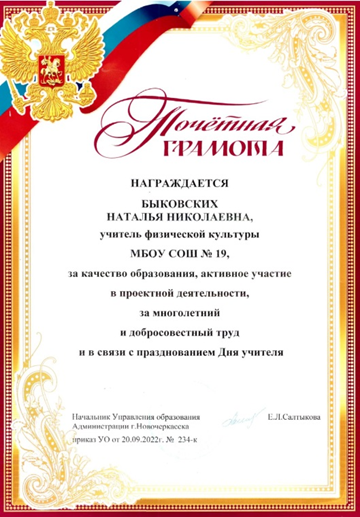 Почётная
ГРАМОТА
НАГРАЖДАЕТСЯ
БЫКОВСКИХ
НАТАЛЬЯ НИКОЛАЕВНА,
учитель физической культуры
МБОУ СОШ № 19,
за качество образования, активное участие
в проектной деятельности,
за многолетний
и добросовестный труд
и в связи с празднованием Дня учителя
Начальник Управления образования
Администрации г.Новочеркасска
Е.Л.Салтыкова
приказ УО от 20.09.2022г. № 234-к